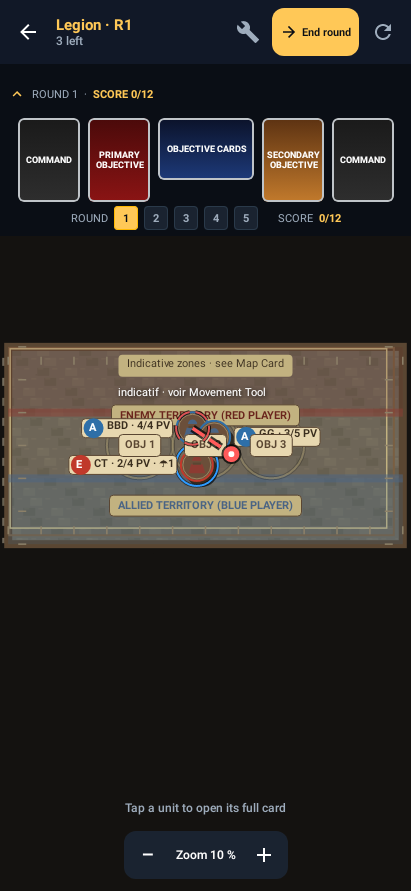 Legion · R1
3 left
End round
ROUND 1 · SCORE 0/12
COMMAND
PRIMARY OBJECTIVE
OBJECTIVE CARDS
SECONDARY OBJECTIVE
COMMAND
ROUND 1 2 3 4 5 SCORE 0/12
Indicative zones · see Map Card
indicatif · voir Movement Tool
ENEMY TERRITORY (RED PLAYER)
A BBD · 4/4 PV
A GG · 3/5 PV
OBJ 1
OBJ 3
E CT · 2/4 PV · ☂1
ALLIED TERRITORY (BLUE PLAYER)
Tap a unit to open its full card
− Zoom 10 % +